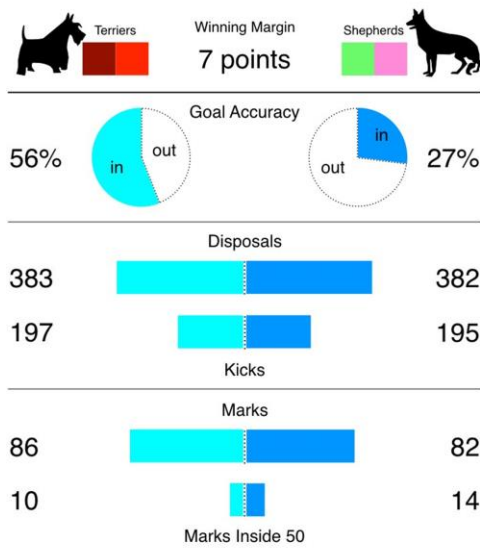 Terriers
Winning Margin
Shepherds
7 points
Goal Accuracy
56%
in
out
out
in
27%
Disposals
383
382
197
195
Kicks
Marks
86
82
10
14
Marks Inside 50